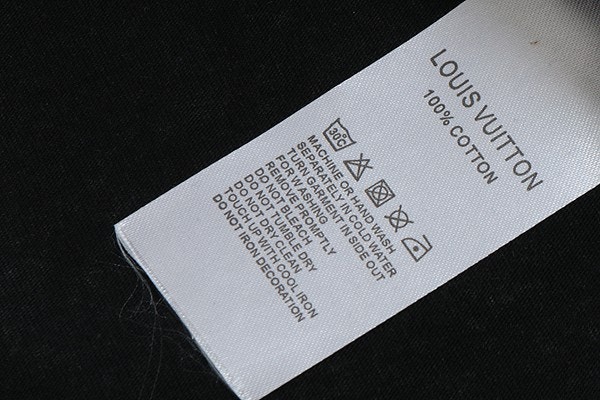 LOUIS VUITTON
100% COTTON
30℃
MACHINE OR HAND WASH
SEPARATELY IN COLD WATER
TURN GARMENT IN SIDE OUT
FOR WASHING
REMOVE PROMPTLY
DO NOT BLEACH
DO NOT TUMBLE DRY
DO NOT DRY CLEAN
TOUCH UP WITH COOL IRON
DO NOT IRON DECORATION